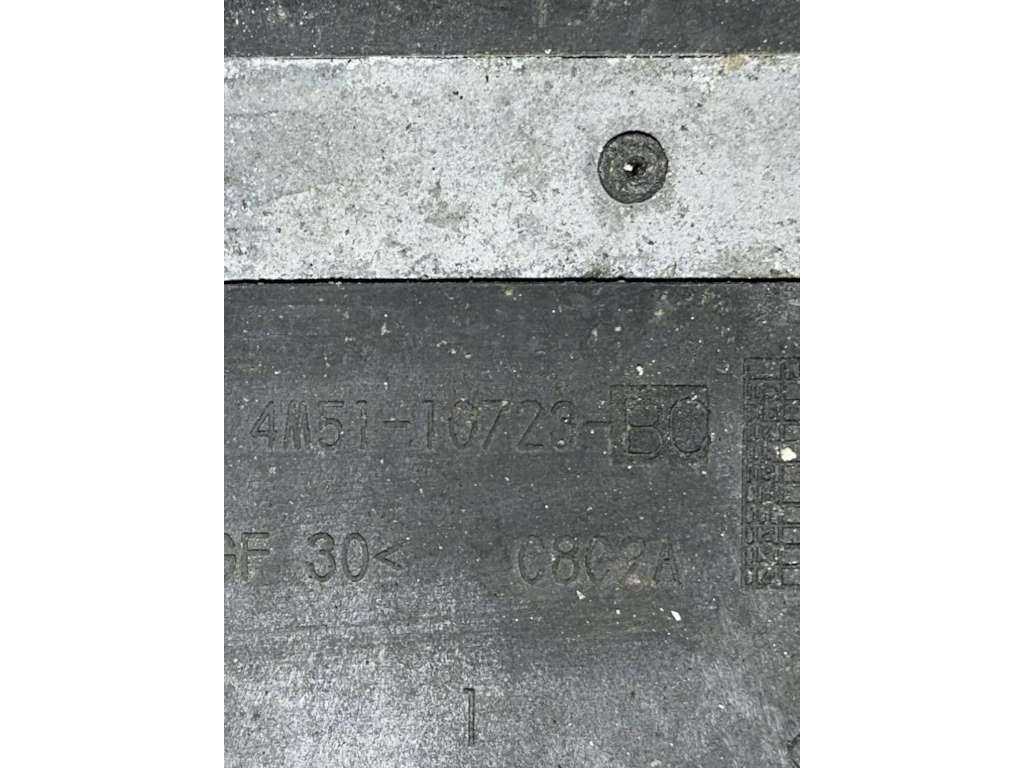 4M51-10723-BC
GF 30< C8C2A
1